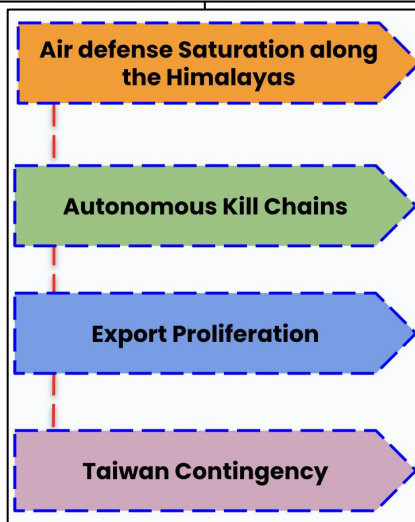 Air defense Saturation along
the Himalayas
Autonomous Kill Chains
Export Proliferation
Taiwan Contingency